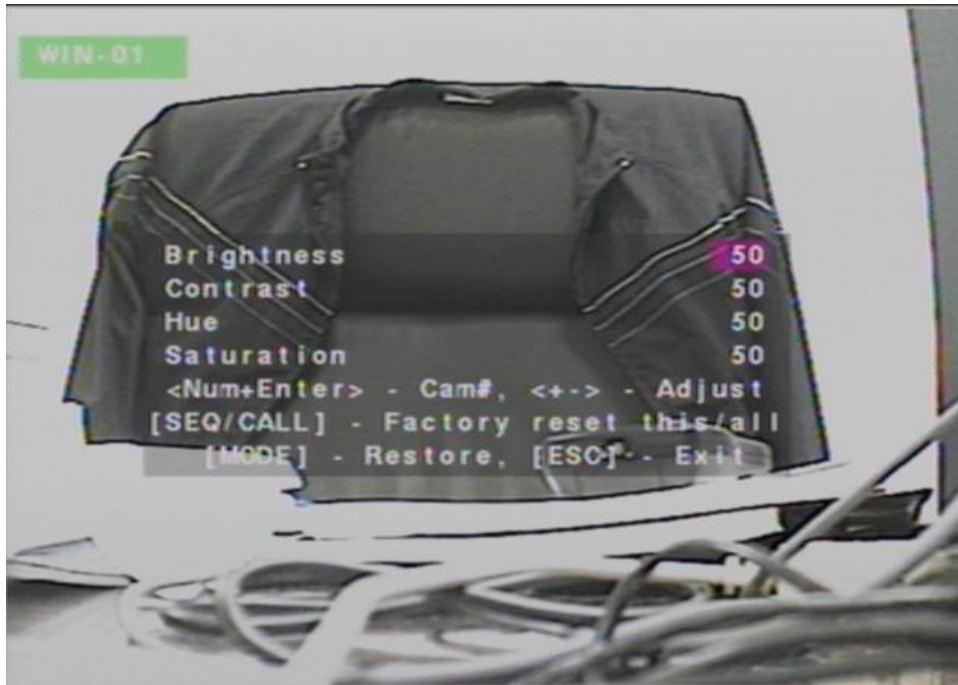 WIN-01
Brightness 50
Contrast 50
Hue 50
Saturation 50
<Num+Enter> - Cam#, <+-> - Adjust
[SEQ/CALL] - Factory reset this/all
[MODE] - Restore, [ESC] - Exit